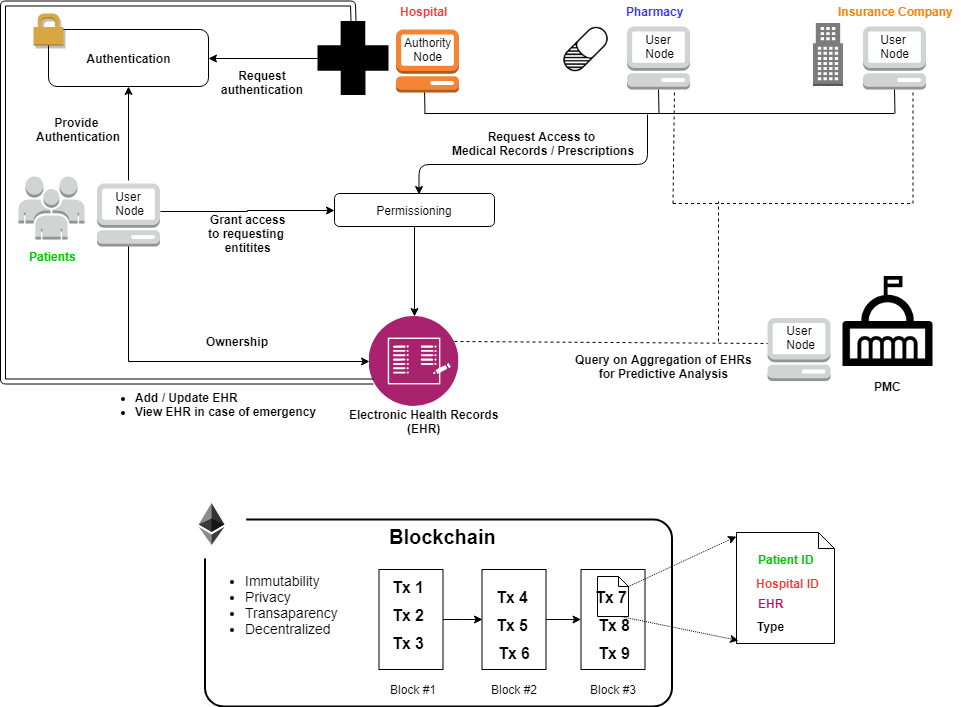 Hospital
Pharmacy
Insurance Company
Authority
Node
User
Node
User
Node
Authentication
Request
authentication
Provide
Authentication
Request Access to
Medical Records / Prescriptions
User
Node
Permissioning
Grant access
to requesting
entitites
Patients
User
Node
Ownership
Query on Aggregation of EHRs
for Predictive Analysis
PMC
• Add / Update EHR
• View EHR in case of emergency
Electronic Health Records
(EHR)
Blockchain
• Immutability
• Privacy
• Transaparency
• Decentralized
Tx 1
Tx 2
Tx 3
Tx 4
Tx 5
Tx 6
Tx 7
Tx 8
Tx 9
Block #1
Block #2
Block #3
Patient ID
Hospital ID
EHR
Type